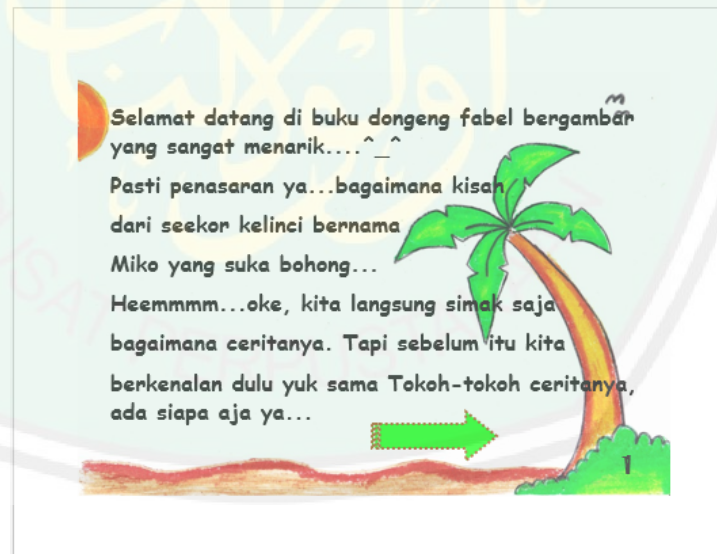 Selamat datang di buku dongeng fabel bergambar
yang sangat menarik....^_^
Pasti penasaran ya...bagaimana kisah
dari seekor kelinci bernama
Miko yang suka bohong...
Heemmmm...oke, kita langsung simak saja
bagaimana ceritanya. Tapi sebelum itu kita
berkenalan dulu yuk sama Tokoh-tokoh ceritanya,
ada siapa aja ya...
1